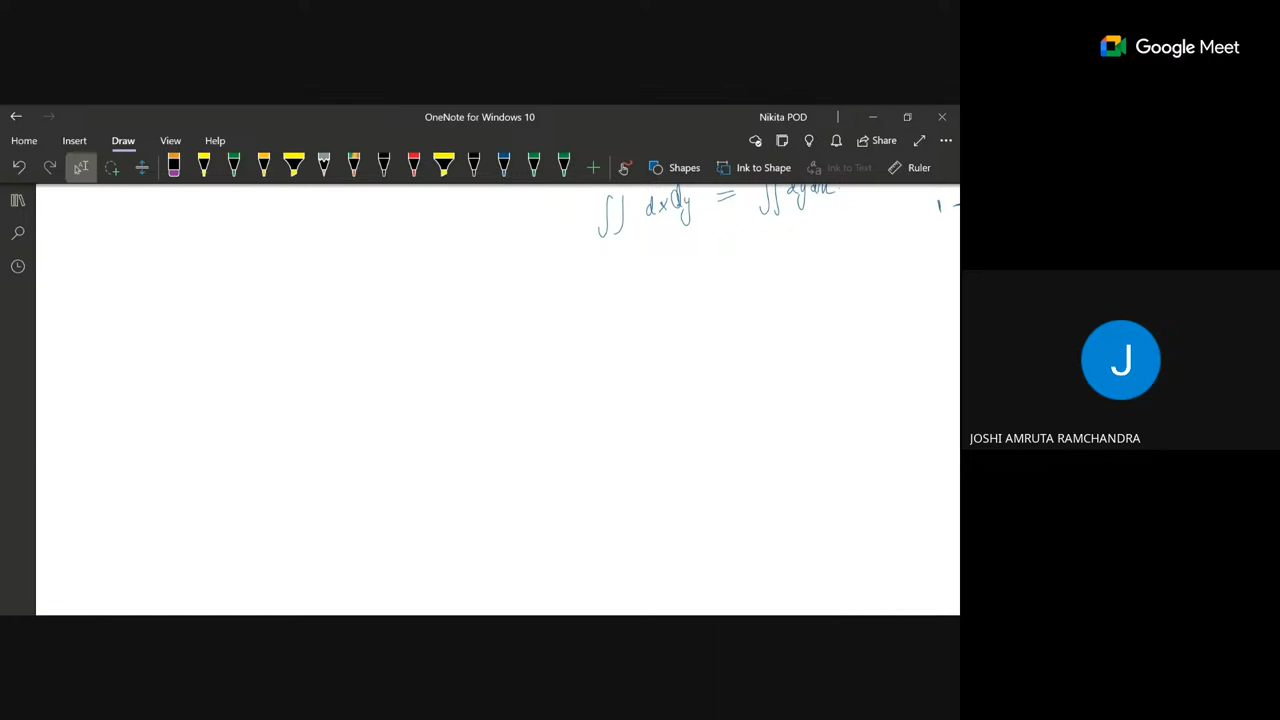 Google Meet
OneNote for Windows 10
Nikita POD
Home Insert Draw View Help
Share
Shapes Ink to Shape Ink to Text Ruler
∬ dxdy = ∬ dydx
J
JOSHI AMRUTA RAMCHANDRA